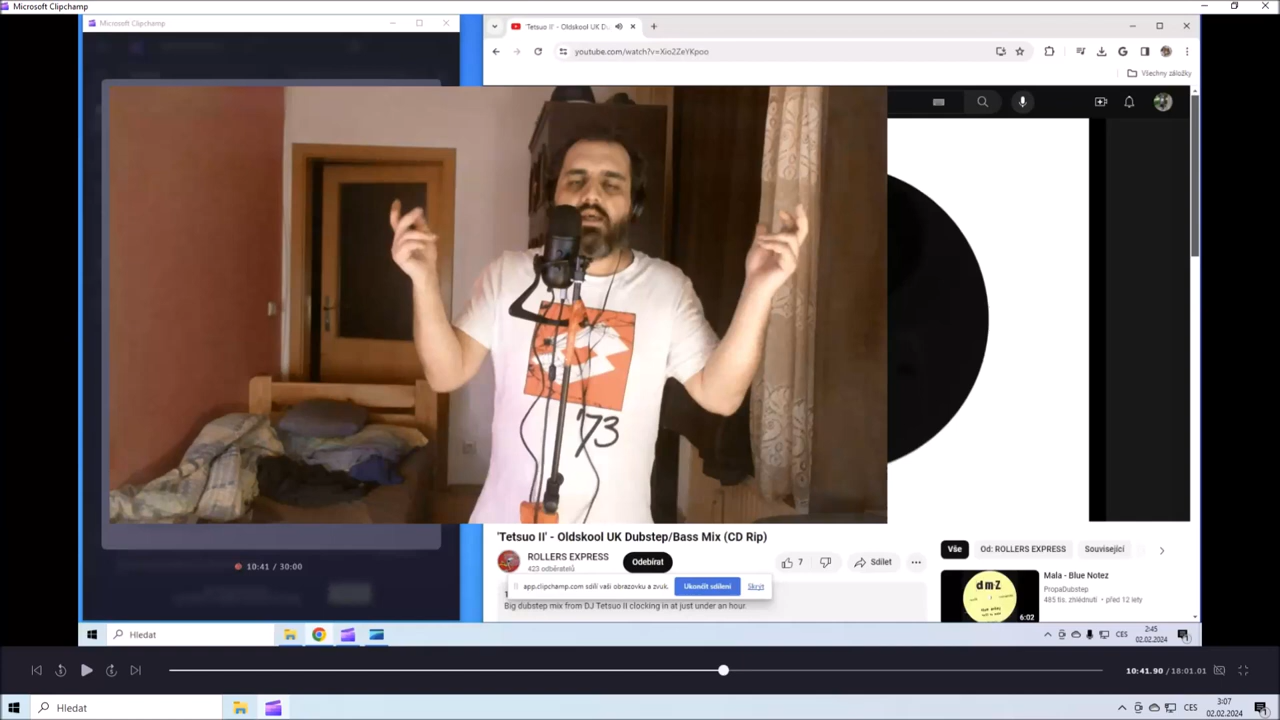 Microsoft Clipchamp
Microsoft Clipchamp
'Tetsuo II' - Oldskool UK D
youtube.com/watch?v=Xio2ZeYKpoo
Všechny záložky
'73
'Tetsuo II' - Oldskool UK Dubstep/Bass Mix (CD Rip)
ROLLERS EXPRESS
423 odběratelů
Odebírat
7
Sdílet
...
Vše
Od: ROLLERS EXPRESS
Související
app.clipchamp.com sdílí vaši obrazovku a zvuk.
Ukončit sdílení
Skrýt
Big dubstep mix from DJ Tetsuo II clocking in at just under an hour.
dmZ
6:02
Mala - Blue Notez
PropaDubstep
485 tis. zhlédnutí • před 12 lety
10:41 / 30:00
Hledat
CES
2:45
02.02.2024
1
10:41.90 / 18:01.01
Hledat
CES
3:07
02.02.2024
1